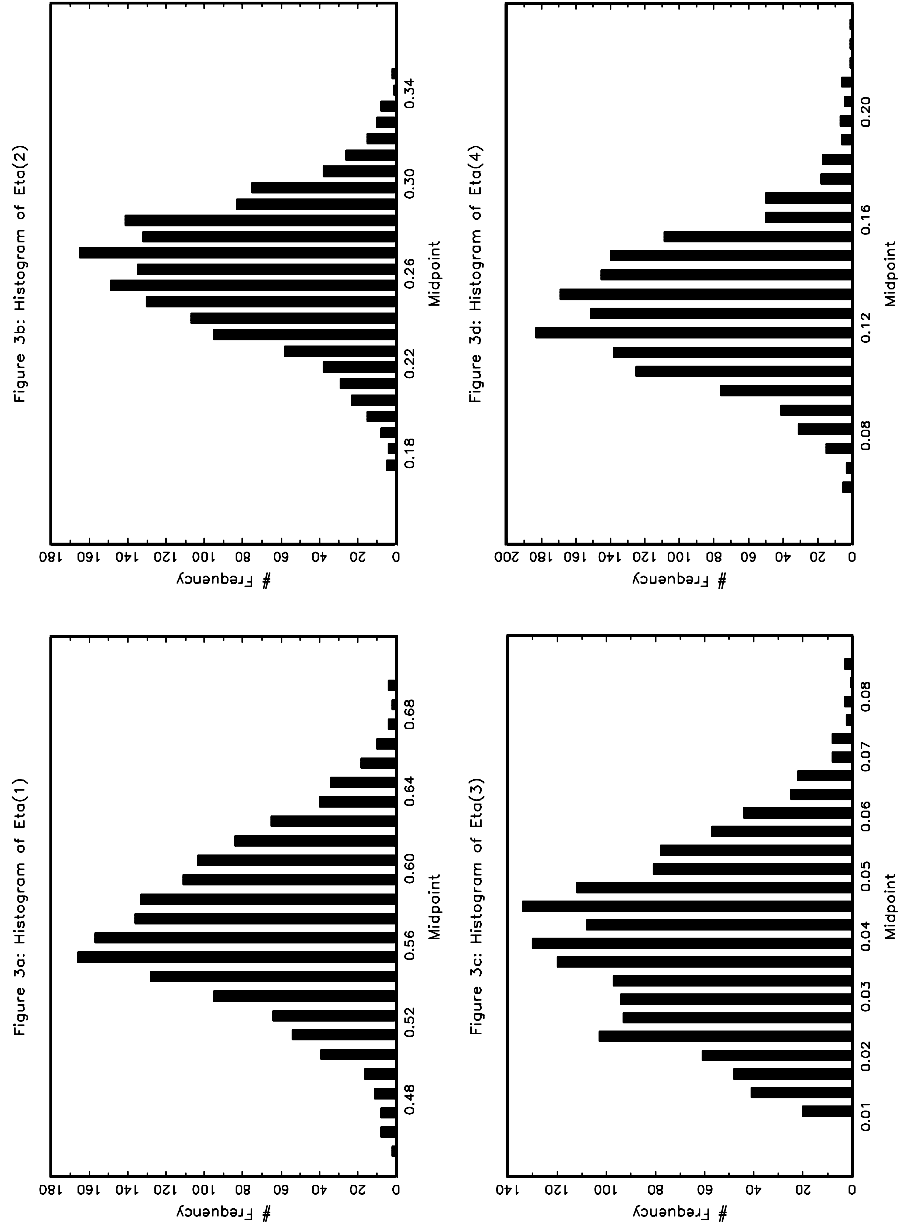 Figure 3a: Histogram of Eta(1)
# Frequency
180 160 140 120 100 80 60 40 20 0
0.48 0.52 0.56 0.60 0.64 0.68
Midpoint
Figure 3b: Histogram of Eta(2)
# Frequency
180 160 140 120 100 80 60 40 20 0
0.18 0.22 0.26 0.30 0.34
Midpoint
Figure 3c: Histogram of Eta(3)
# Frequency
140 120 100 80 60 40 20 0
0.01 0.02 0.03 0.04 0.05 0.06 0.07 0.08
Midpoint
Figure 3d: Histogram of Eta(4)
# Frequency
200 180 160 140 120 100 80 60 40 20 0
0.08 0.12 0.16 0.20
Midpoint